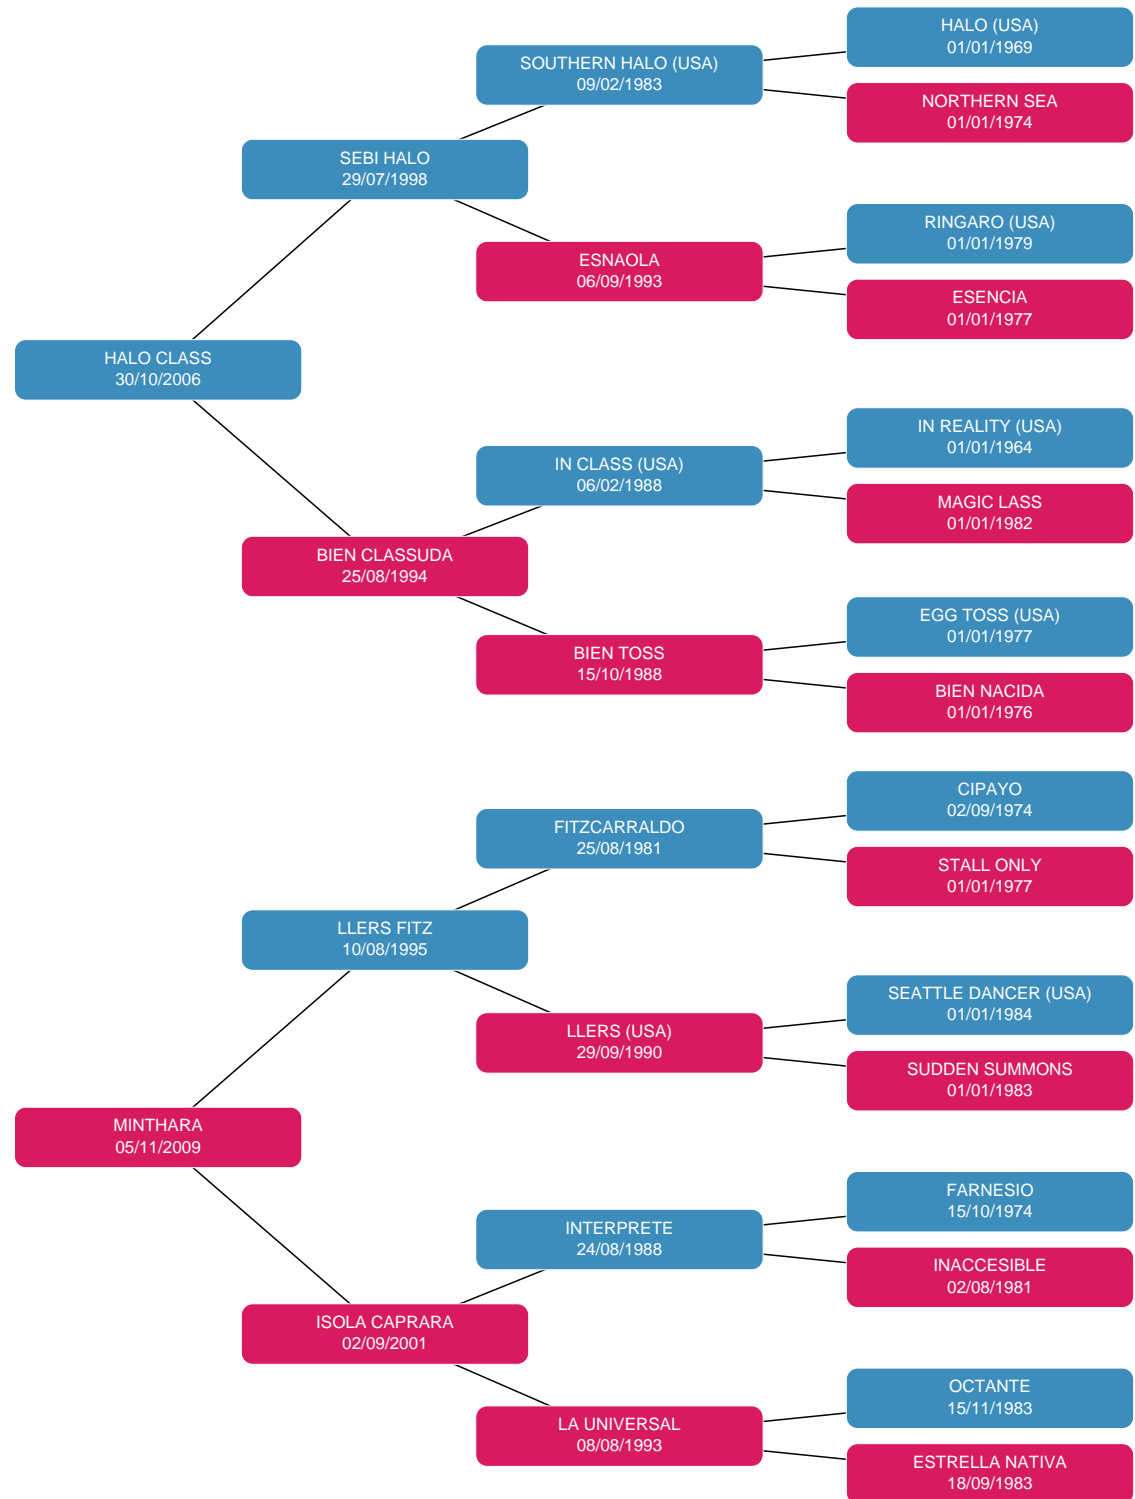 HALO (USA)
01/01/1969
SOUTHERN HALO (USA)
09/02/1983
NORTHERN SEA
01/01/1974
SEBI HALO
29/07/1998
RINGARO (USA)
01/01/1979
ESNAOLA
06/09/1993
ESENCIA
01/01/1977
HALO CLASS
30/10/2006
IN REALITY (USA)
01/01/1964
IN CLASS (USA)
06/02/1988
MAGIC LASS
01/01/1982
BIEN CLASSUDA
25/08/1994
EGG TOSS (USA)
01/01/1977
BIEN TOSS
15/10/1988
BIEN NACIDA
01/01/1976
CIPAYO
02/09/1974
FITZCARRALDO
25/08/1981
STALL ONLY
01/01/1977
LLERS FITZ
10/08/1995
SEATTLE DANCER (USA)
01/01/1984
LLERS (USA)
29/09/1990
SUDDEN SUMMONS
01/01/1983
MINTHARA
05/11/2009
FARNESIO
15/10/1974
INTERPRETE
24/08/1988
INACCESIBLE
02/08/1981
ISOLA CAPRARA
02/09/2001
OCTANTE
15/11/1983
LA UNIVERSAL
08/08/1993
ESTRELLA NATIVA
18/09/1983